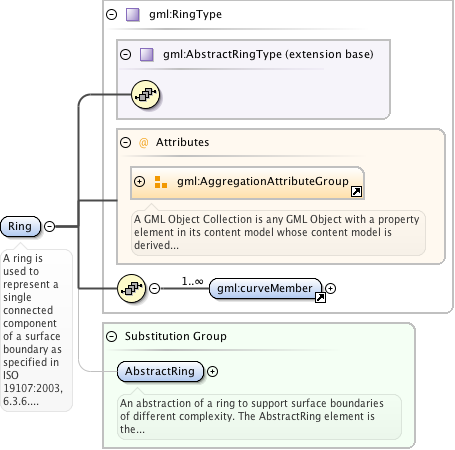 gml:RingType
gml:AbstractRingType (extension base)
@ Attributes
gml:AggregationAttributeGroup
A GML Object Collection is any GML Object with a property
element in its content model whose content model is
derived...
Ring
A ring is
used to
represent a
single
connected
component
of a surface
boundary as
specified in
ISO
19107:2003,
6.3.6....
1..∞
gml:curveMember
Substitution Group
AbstractRing
An abstraction of a ring to support surface boundaries
of different complexity. The AbstractRing element is
the...